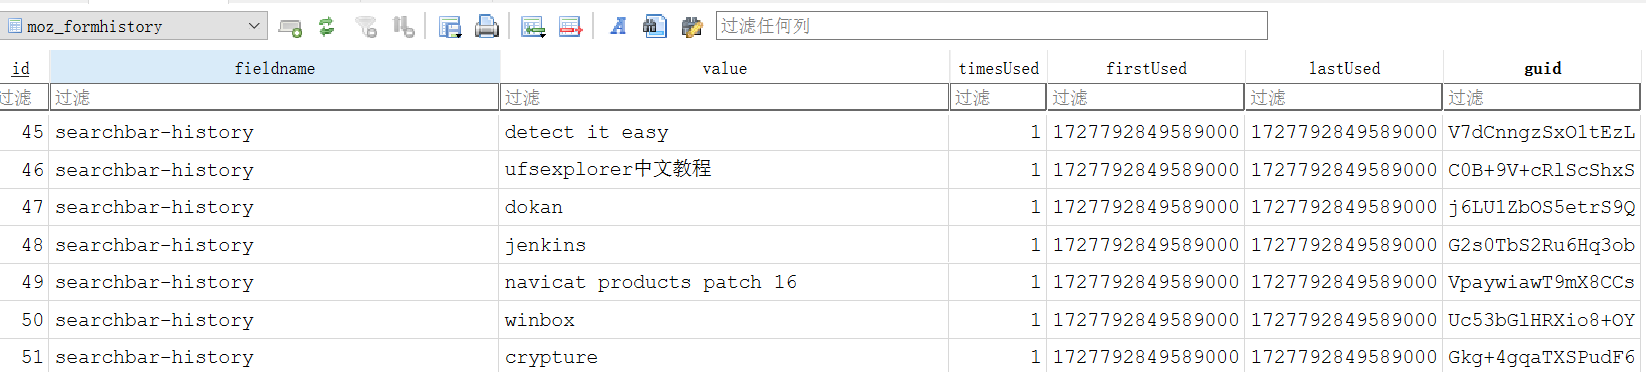 moz_formhistory 过滤任何列
id fieldname value timesUsed firstUsed lastUsed guid
过滤 过滤 过滤 过滤 过滤 过滤 过滤
45 searchbar-history detect it easy 1 1727792849589000 1727792849589000 V7dCnngzSxO1tEzL
46 searchbar-history ufsexplorer中文教程 1 1727792849589000 1727792849589000 C0B+9V+cRlScShxS
47 searchbar-history dokan 1 1727792849589000 1727792849589000 j6LU1ZbOS5etrS9Q
48 searchbar-history jenkins 1 1727792849589000 1727792849589000 G2s0TbS2Ru6Hq3ob
49 searchbar-history navicat products patch 16 1 1727792849589000 1727792849589000 VpaywiawT9mX8CCs
50 searchbar-history winbox 1 1727792849589000 1727792849589000 Uc53bGlHRXio8+OY
51 searchbar-history crypture 1 1727792849589000 1727792849589000 Gkg+4gqaTXSPudF6